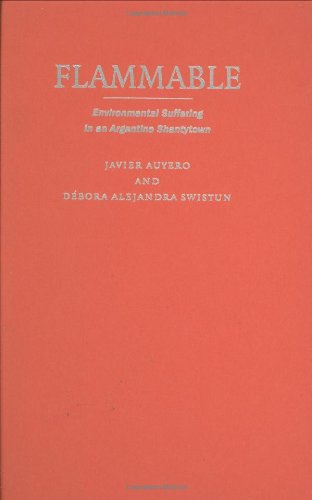 FLAMMABLE
Environmental Suffering
in an Argentine Shantytown
JAVIER AUYERO
AND
DÉBORA ALEJANDRA SWISTUN